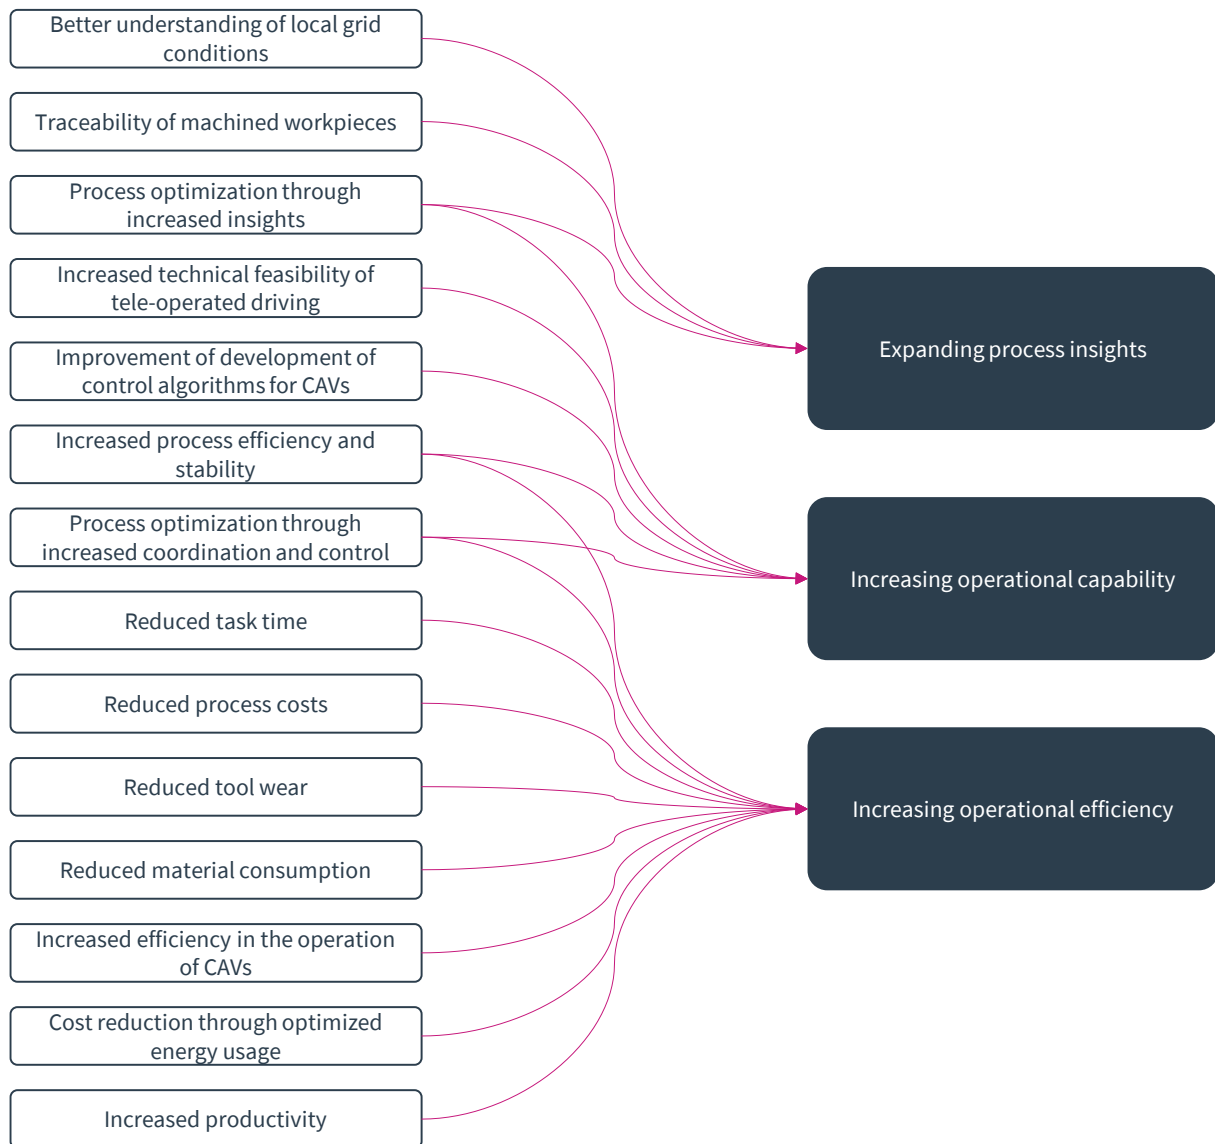 Better understanding of local grid
conditions
Traceability of machined workpieces
Process optimization through
increased insights
Increased technical feasibility of
tele-operated driving
Improvement of development of
control algorithms for CAVs
Increased process efficiency and
stability
Process optimization through
increased coordination and control
Reduced task time
Reduced process costs
Reduced tool wear
Reduced material consumption
Increased efficiency in the operation
of CAVs
Cost reduction through optimized
energy usage
Increased productivity
Expanding process insights
Increasing operational capability
Increasing operational efficiency